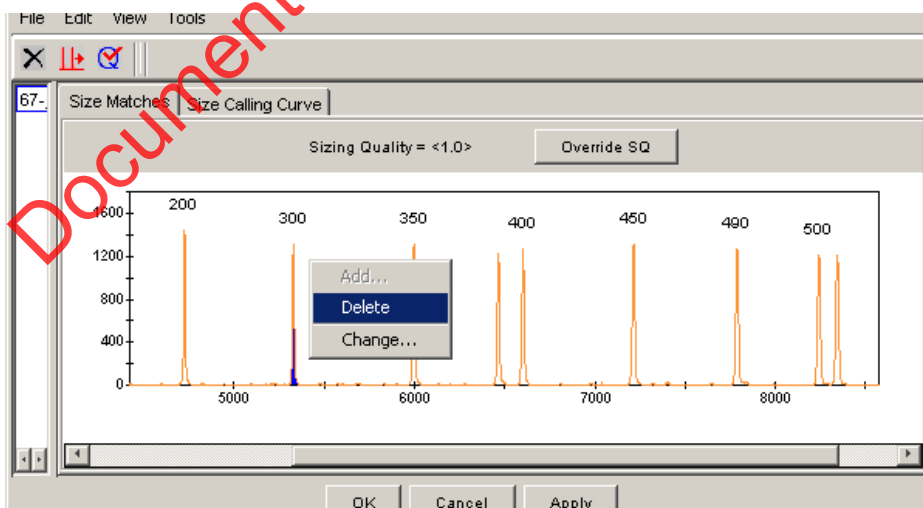 File Edit View Tools
67-
Size Matches Size Calling Curve
Sizing Quality = <1.0> Override SQ
200 300 350 400 450 490 500
1600
1200
800
400
0
Add...
Delete
Change...
5000 6000 7000 8000
OK Cancel Apply
Document